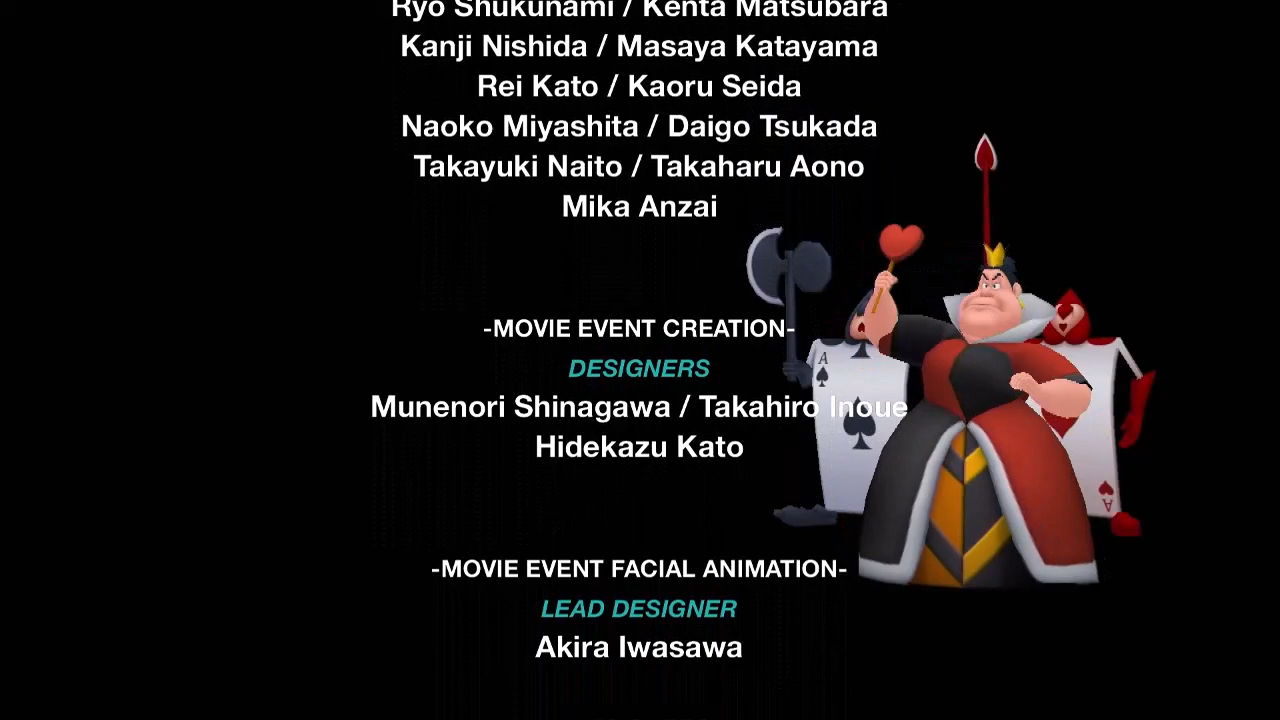 Ryo Shukunami / Kenta Matsubara
Kanji Nishida / Masaya Katayama
Rei Kato / Kaoru Seida
Naoko Miyashita / Daigo Tsukada
Takayuki Naito / Takaharu Aono
Mika Anzai
-MOVIE EVENT CREATION-
DESIGNERS
A
Munenori Shinagawa / Takahiro Inoue
Hidekazu Kato
A
-MOVIE EVENT FACIAL ANIMATION-
LEAD DESIGNER
Akira Iwasawa